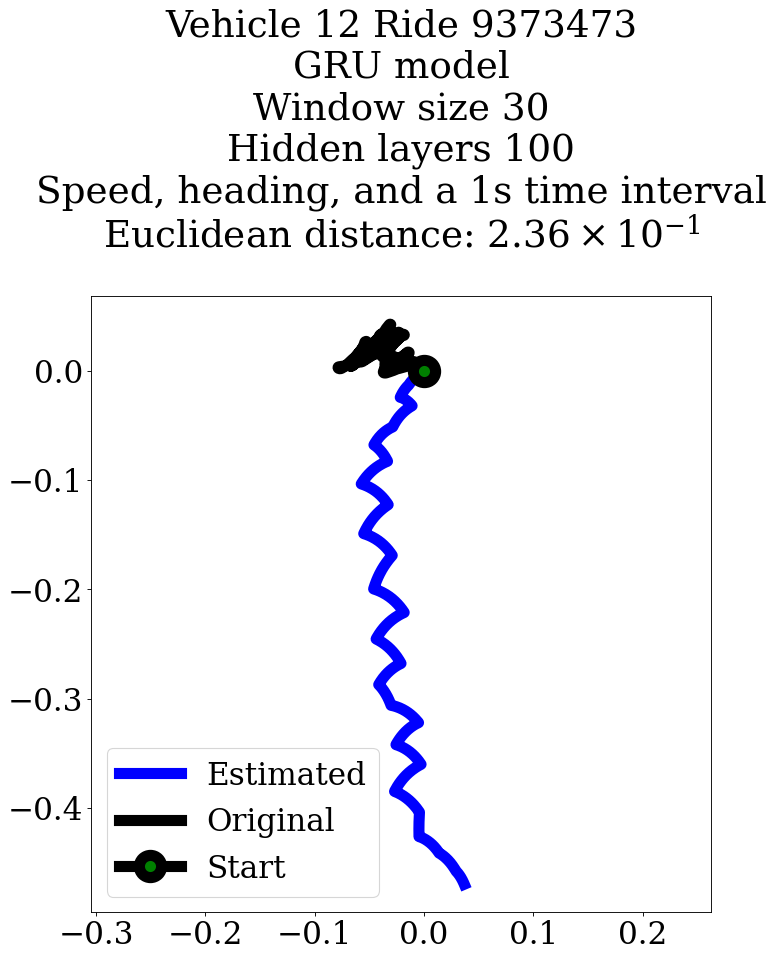 Vehicle 12 Ride 9373473
GRU model
Window size 30
Hidden layers 100
Speed, heading, and a 1s time interval
Euclidean distance: 2.36 × 10⁻¹
0.0
−0.1
−0.2
−0.3
−0.4
Estimated
Original
Start
−0.3 −0.2 −0.1 0.0 0.1 0.2